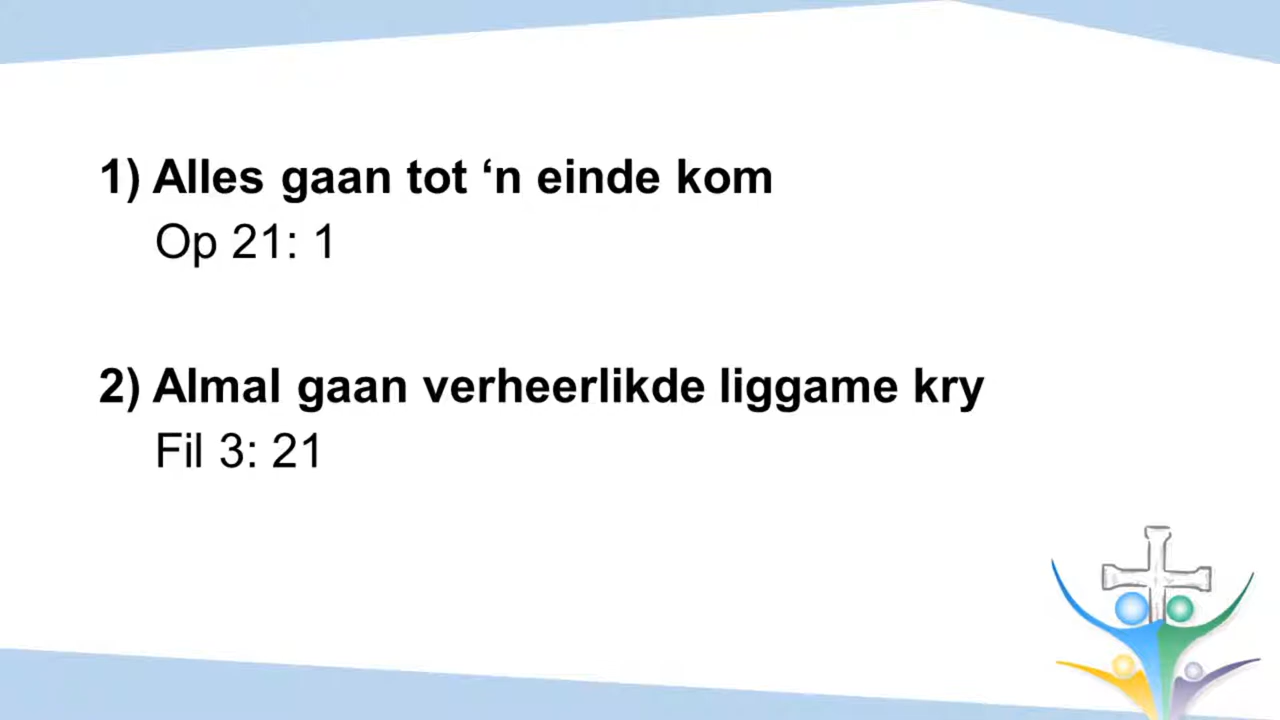 1) Alles gaan tot ‘n einde kom
Op 21: 1
2) Almal gaan verheerlikde liggame kry
Fil 3: 21